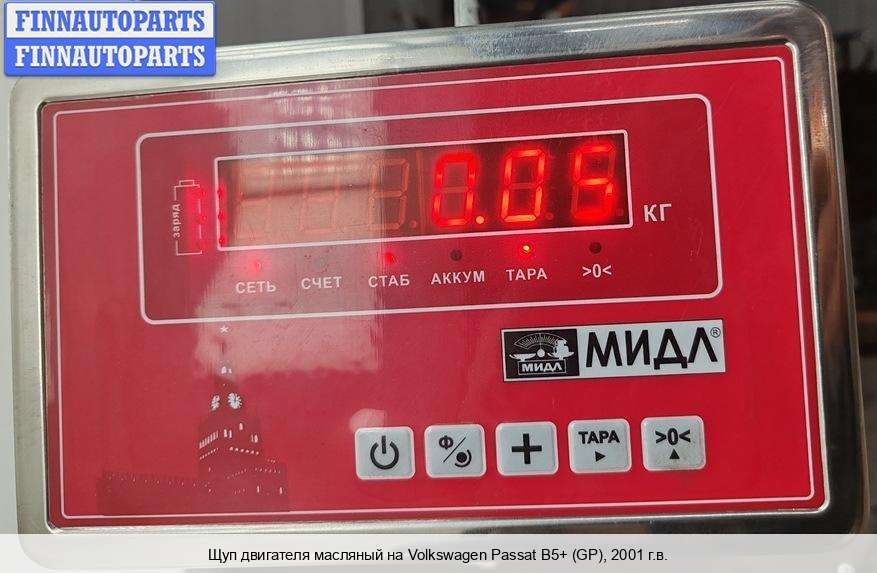 FINNAUTOPARTS
FINNAUTOPARTS
заряд
0.05
КГ
СЕТЬ СЧЕТ СТАБ АККУМ ТАРА >0<
МИДЛ МИДЛ®
Ф ТАРА >0<
Щуп двигателя масляный на Volkswagen Passat B5+ (GP), 2001 г.в.